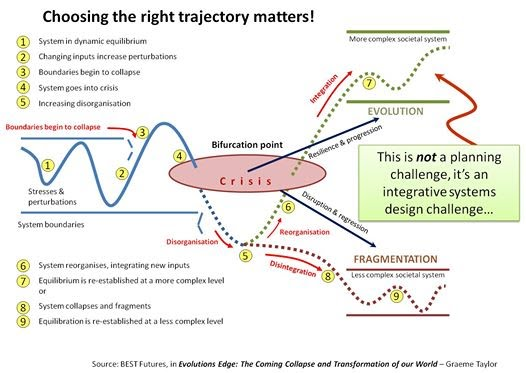 Choosing the right trajectory matters!
1 System in dynamic equilibrium
2 Changing inputs increase perturbations
3 Boundaries begin to collapse
4 System goes into crisis
5 Increasing disorganisation
More complex societal system
7
Integration
EVOLUTION
Boundaries begin to collapse
3
1
2
4
Bifurcation point
Resilience & progression
Crisis
This is not a planning
challenge, it's an
integrative systems
design challenge...
Stresses &
perturbations
6
Disruption & regression
System boundaries
Reorganisation
Disorganisation
5
Disintegration
FRAGMENTATION
Less complex societal system
8
9
6 System reorganises, integrating new inputs
7 Equilibrium is re-established at a more complex level
or
8 System collapses and fragments
9 Equilibration is re-established at a less complex level
Source: BEST Futures, in Evolutions Edge: The Coming Collapse and Transformation of our World – Graeme Taylor